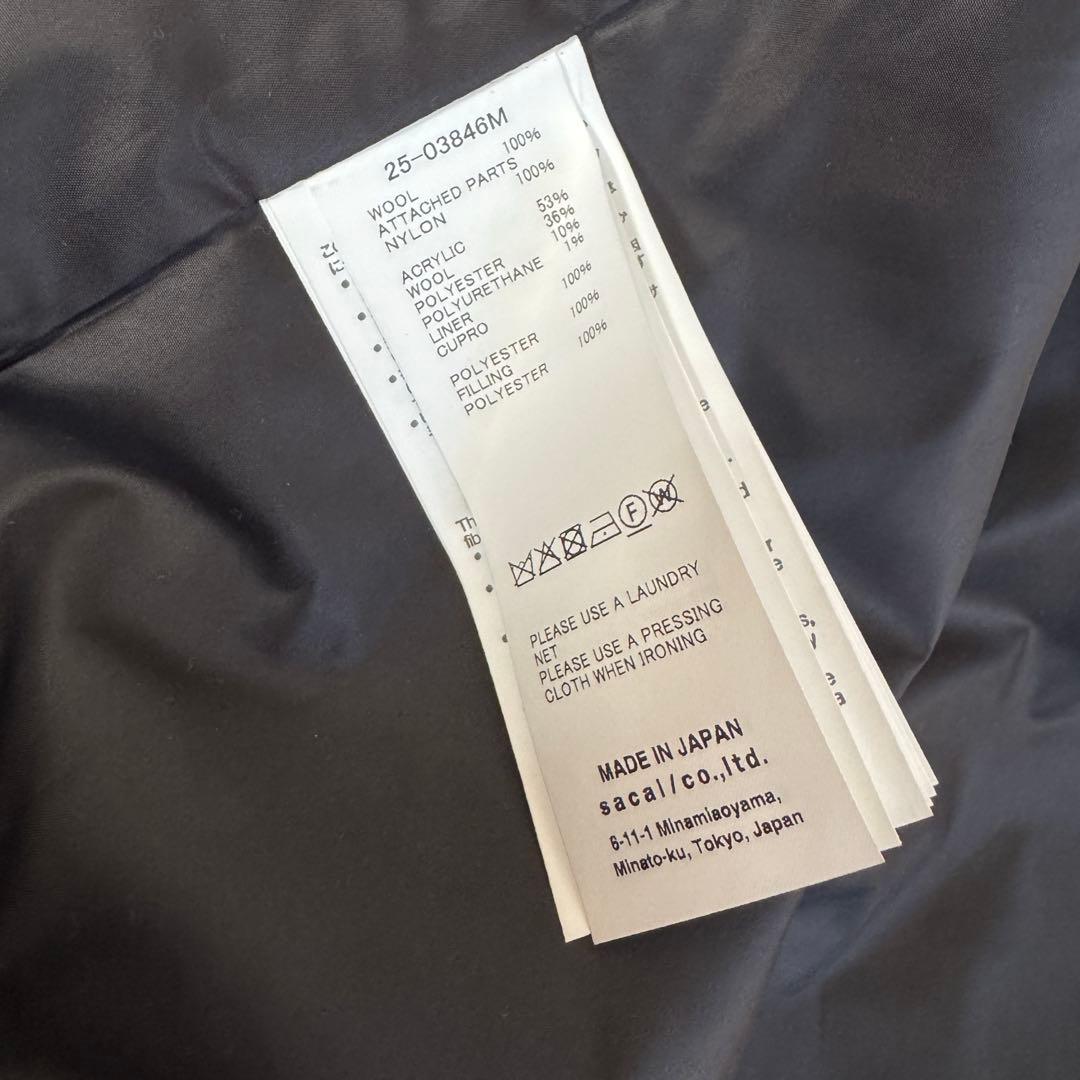 25-03846M
WOOL 100%
ATTACHED PARTS
NYLON 100%
ACRYLIC 53%
WOOL 36%
POLYESTER 10%
POLYURETHANE 1%
LINER
CUPRO 100%
POLYESTER 100%
FILLING
POLYESTER 100%
F W
PLEASE USE A LAUNDRY
NET
PLEASE USE A PRESSING
CLOTH WHEN IRONING
MADE IN JAPAN
sacai/co.,ltd.
6-11-1 Minamiaoyama,
Minato-ku, Tokyo, Japan
Th
fib